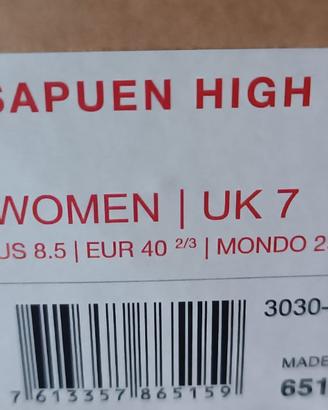 SAPUEN HIGH
WOMEN | UK 7
US 8.5 | EUR 40 2/3 | MONDO 2
3030-
MADE
651
7 613357 865159